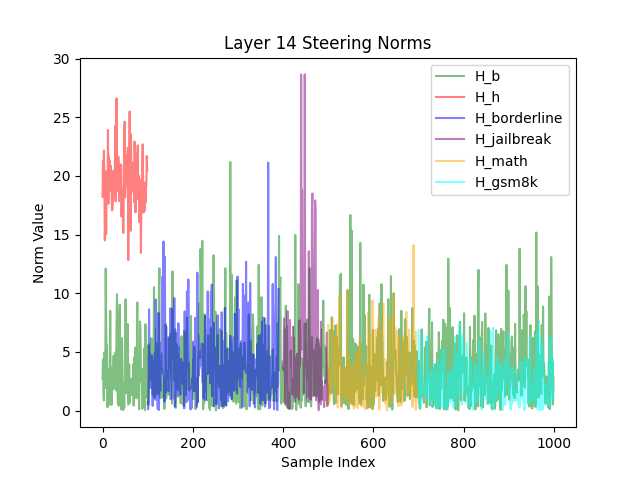 Layer 14 Steering Norms
30
25
20
15
10
5
0
Norm Value
H_b
H_h
H_borderline
H_jailbreak
H_math
H_gsm8k
0 200 400 600 800 1000
Sample Index